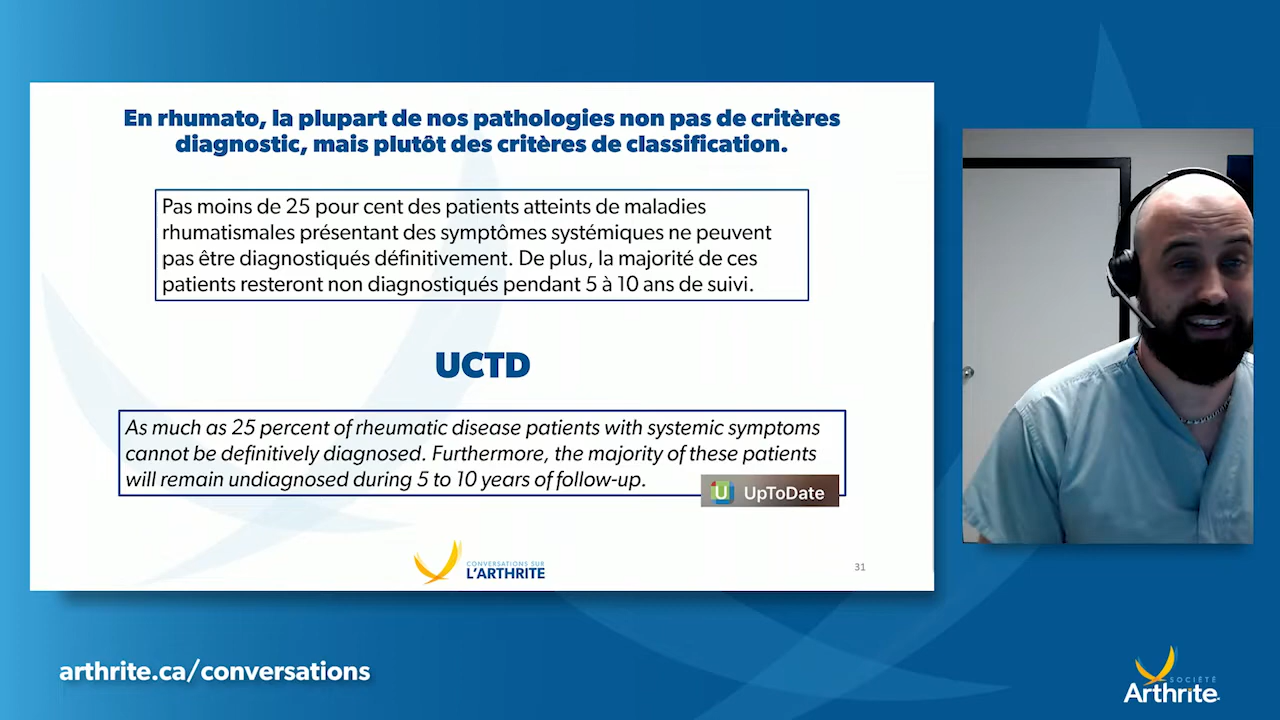 En rhumato, la plupart de nos pathologies non pas de critères
diagnostic, mais plutôt des critères de classification.
Pas moins de 25 pour cent des patients atteints de maladies
rhumatismales présentant des symptômes systémiques ne peuvent
pas être diagnostiqués définitivement. De plus, la majorité de ces
patients resteront non diagnostiqués pendant 5 à 10 ans de suivi.
UCTD
As much as 25 percent of rheumatic disease patients with systemic symptoms
cannot be definitively diagnosed. Furthermore, the majority of these patients
will remain undiagnosed during 5 to 10 years of follow-up.
UpToDate
CONVERSATIONS SUR
L'ARTHRITE
31
arthrite.ca/conversations
SOCIÉTÉ
Arthrite